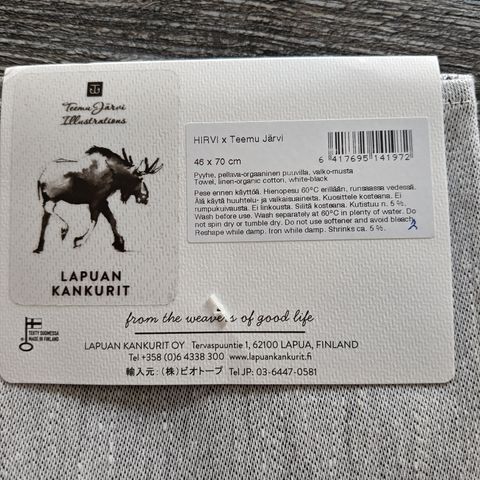 Teemu Järvi
Illustrations
LAPUAN
KANKURIT
HIRVI x Teemu Järvi
46 x 70 cm
6 417695 141972
Pyyhe, pellava-orgaaninen puuvilla, valko-musta
Towel, linen-organic cotton, white-black
Pese ennen käyttöä. Hienopesu 60°C erillään, runsaassa vedessä.
Älä käytä huuhtelu- ja valkaisuaineita. Kuosittele kosteana. Ei
rumpukuivausta. Ei linkousta. Silitä kosteana. Kutistuu n. 5 %.
Wash before use. Wash separately at 60°C in plenty of water. Do
not spin dry or tumble dry. Do not use softener and avoid bleach.
Reshape while damp. Iron while damp. Shrinks ca. 5 %.
2
from the weavers of good life
TEHTY SUOMESSA
MADE IN FINLAND
LAPUAN KANKURIT OY Tervaspuuntie 1, 62100 LAPUA, FINLAND
Tel +358 (0)6 4338 300 www.lapuankankurit.fi
輸入元:(株)ビオトープ Tel JP: 03-6447-0581